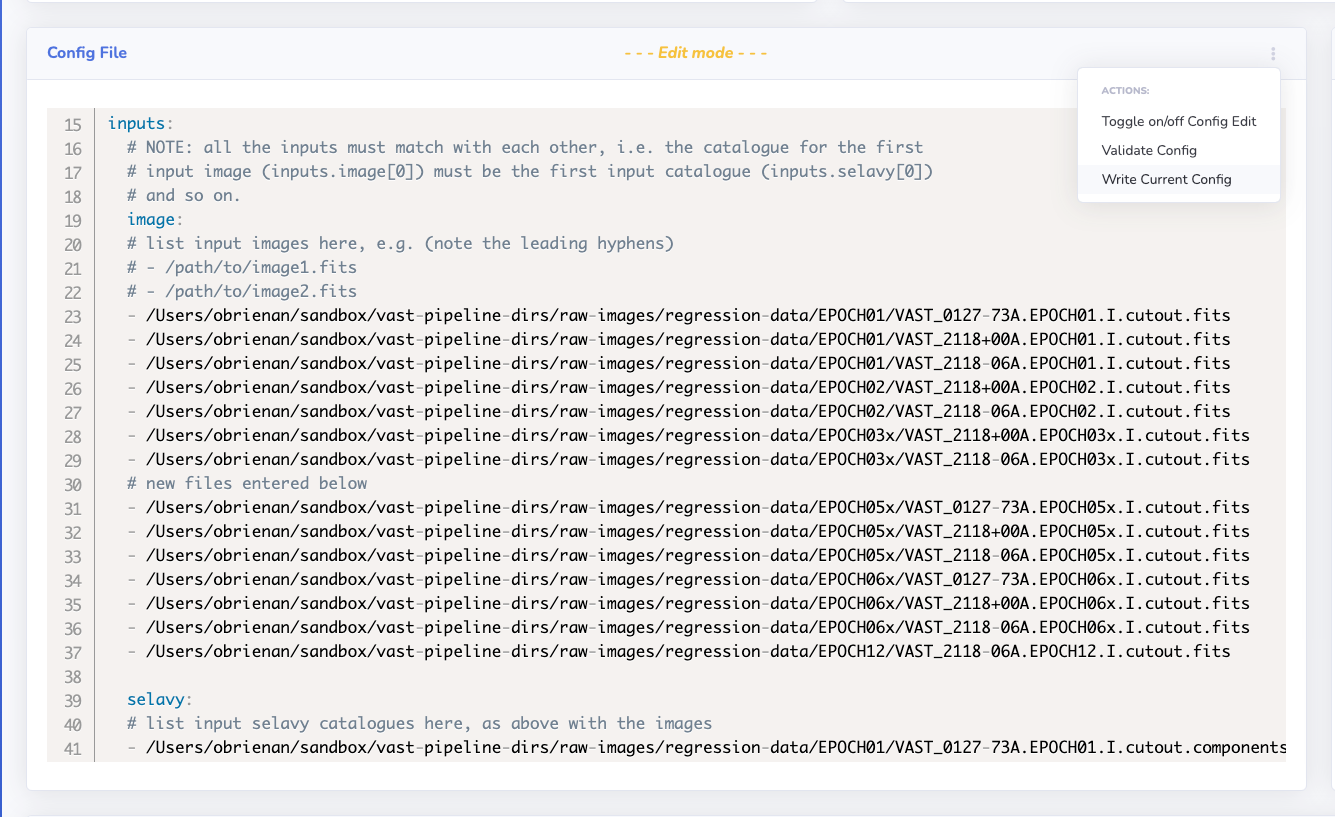 Config File
- - - Edit mode - - -
ACTIONS:
Toggle on/off Config Edit
Validate Config
Write Current Config
15 inputs:
16 # NOTE: all the inputs must match with each other, i.e. the catalogue for the first
17 # input image (inputs.image[0]) must be the first input catalogue (inputs.selavy[0])
18 # and so on.
19 image:
20 # list input images here, e.g. (note the leading hyphens)
21 # - /path/to/image1.fits
22 # - /path/to/image2.fits
23 - /Users/obrienan/sandbox/vast-pipeline-dirs/raw-images/regression-data/EPOCH01/VAST_0127-73A.EPOCH01.I.cutout.fits
24 - /Users/obrienan/sandbox/vast-pipeline-dirs/raw-images/regression-data/EPOCH01/VAST_2118+00A.EPOCH01.I.cutout.fits
25 - /Users/obrienan/sandbox/vast-pipeline-dirs/raw-images/regression-data/EPOCH01/VAST_2118-06A.EPOCH01.I.cutout.fits
26 - /Users/obrienan/sandbox/vast-pipeline-dirs/raw-images/regression-data/EPOCH02/VAST_2118+00A.EPOCH02.I.cutout.fits
27 - /Users/obrienan/sandbox/vast-pipeline-dirs/raw-images/regression-data/EPOCH02/VAST_2118-06A.EPOCH02.I.cutout.fits
28 - /Users/obrienan/sandbox/vast-pipeline-dirs/raw-images/regression-data/EPOCH03x/VAST_2118+00A.EPOCH03x.I.cutout.fits
29 - /Users/obrienan/sandbox/vast-pipeline-dirs/raw-images/regression-data/EPOCH03x/VAST_2118-06A.EPOCH03x.I.cutout.fits
30 # new files entered below
31 - /Users/obrienan/sandbox/vast-pipeline-dirs/raw-images/regression-data/EPOCH05x/VAST_0127-73A.EPOCH05x.I.cutout.fits
32 - /Users/obrienan/sandbox/vast-pipeline-dirs/raw-images/regression-data/EPOCH05x/VAST_2118+00A.EPOCH05x.I.cutout.fits
33 - /Users/obrienan/sandbox/vast-pipeline-dirs/raw-images/regression-data/EPOCH05x/VAST_2118-06A.EPOCH05x.I.cutout.fits
34 - /Users/obrienan/sandbox/vast-pipeline-dirs/raw-images/regression-data/EPOCH06x/VAST_0127-73A.EPOCH06x.I.cutout.fits
35 - /Users/obrienan/sandbox/vast-pipeline-dirs/raw-images/regression-data/EPOCH06x/VAST_2118+00A.EPOCH06x.I.cutout.fits
36 - /Users/obrienan/sandbox/vast-pipeline-dirs/raw-images/regression-data/EPOCH06x/VAST_2118-06A.EPOCH06x.I.cutout.fits
37 - /Users/obrienan/sandbox/vast-pipeline-dirs/raw-images/regression-data/EPOCH12/VAST_2118-06A.EPOCH12.I.cutout.fits
38
39 selavy:
40 # list input selavy catalogues here, as above with the images
41 - /Users/obrienan/sandbox/vast-pipeline-dirs/raw-images/regression-data/EPOCH01/VAST_0127-73A.EPOCH01.I.cutout.components